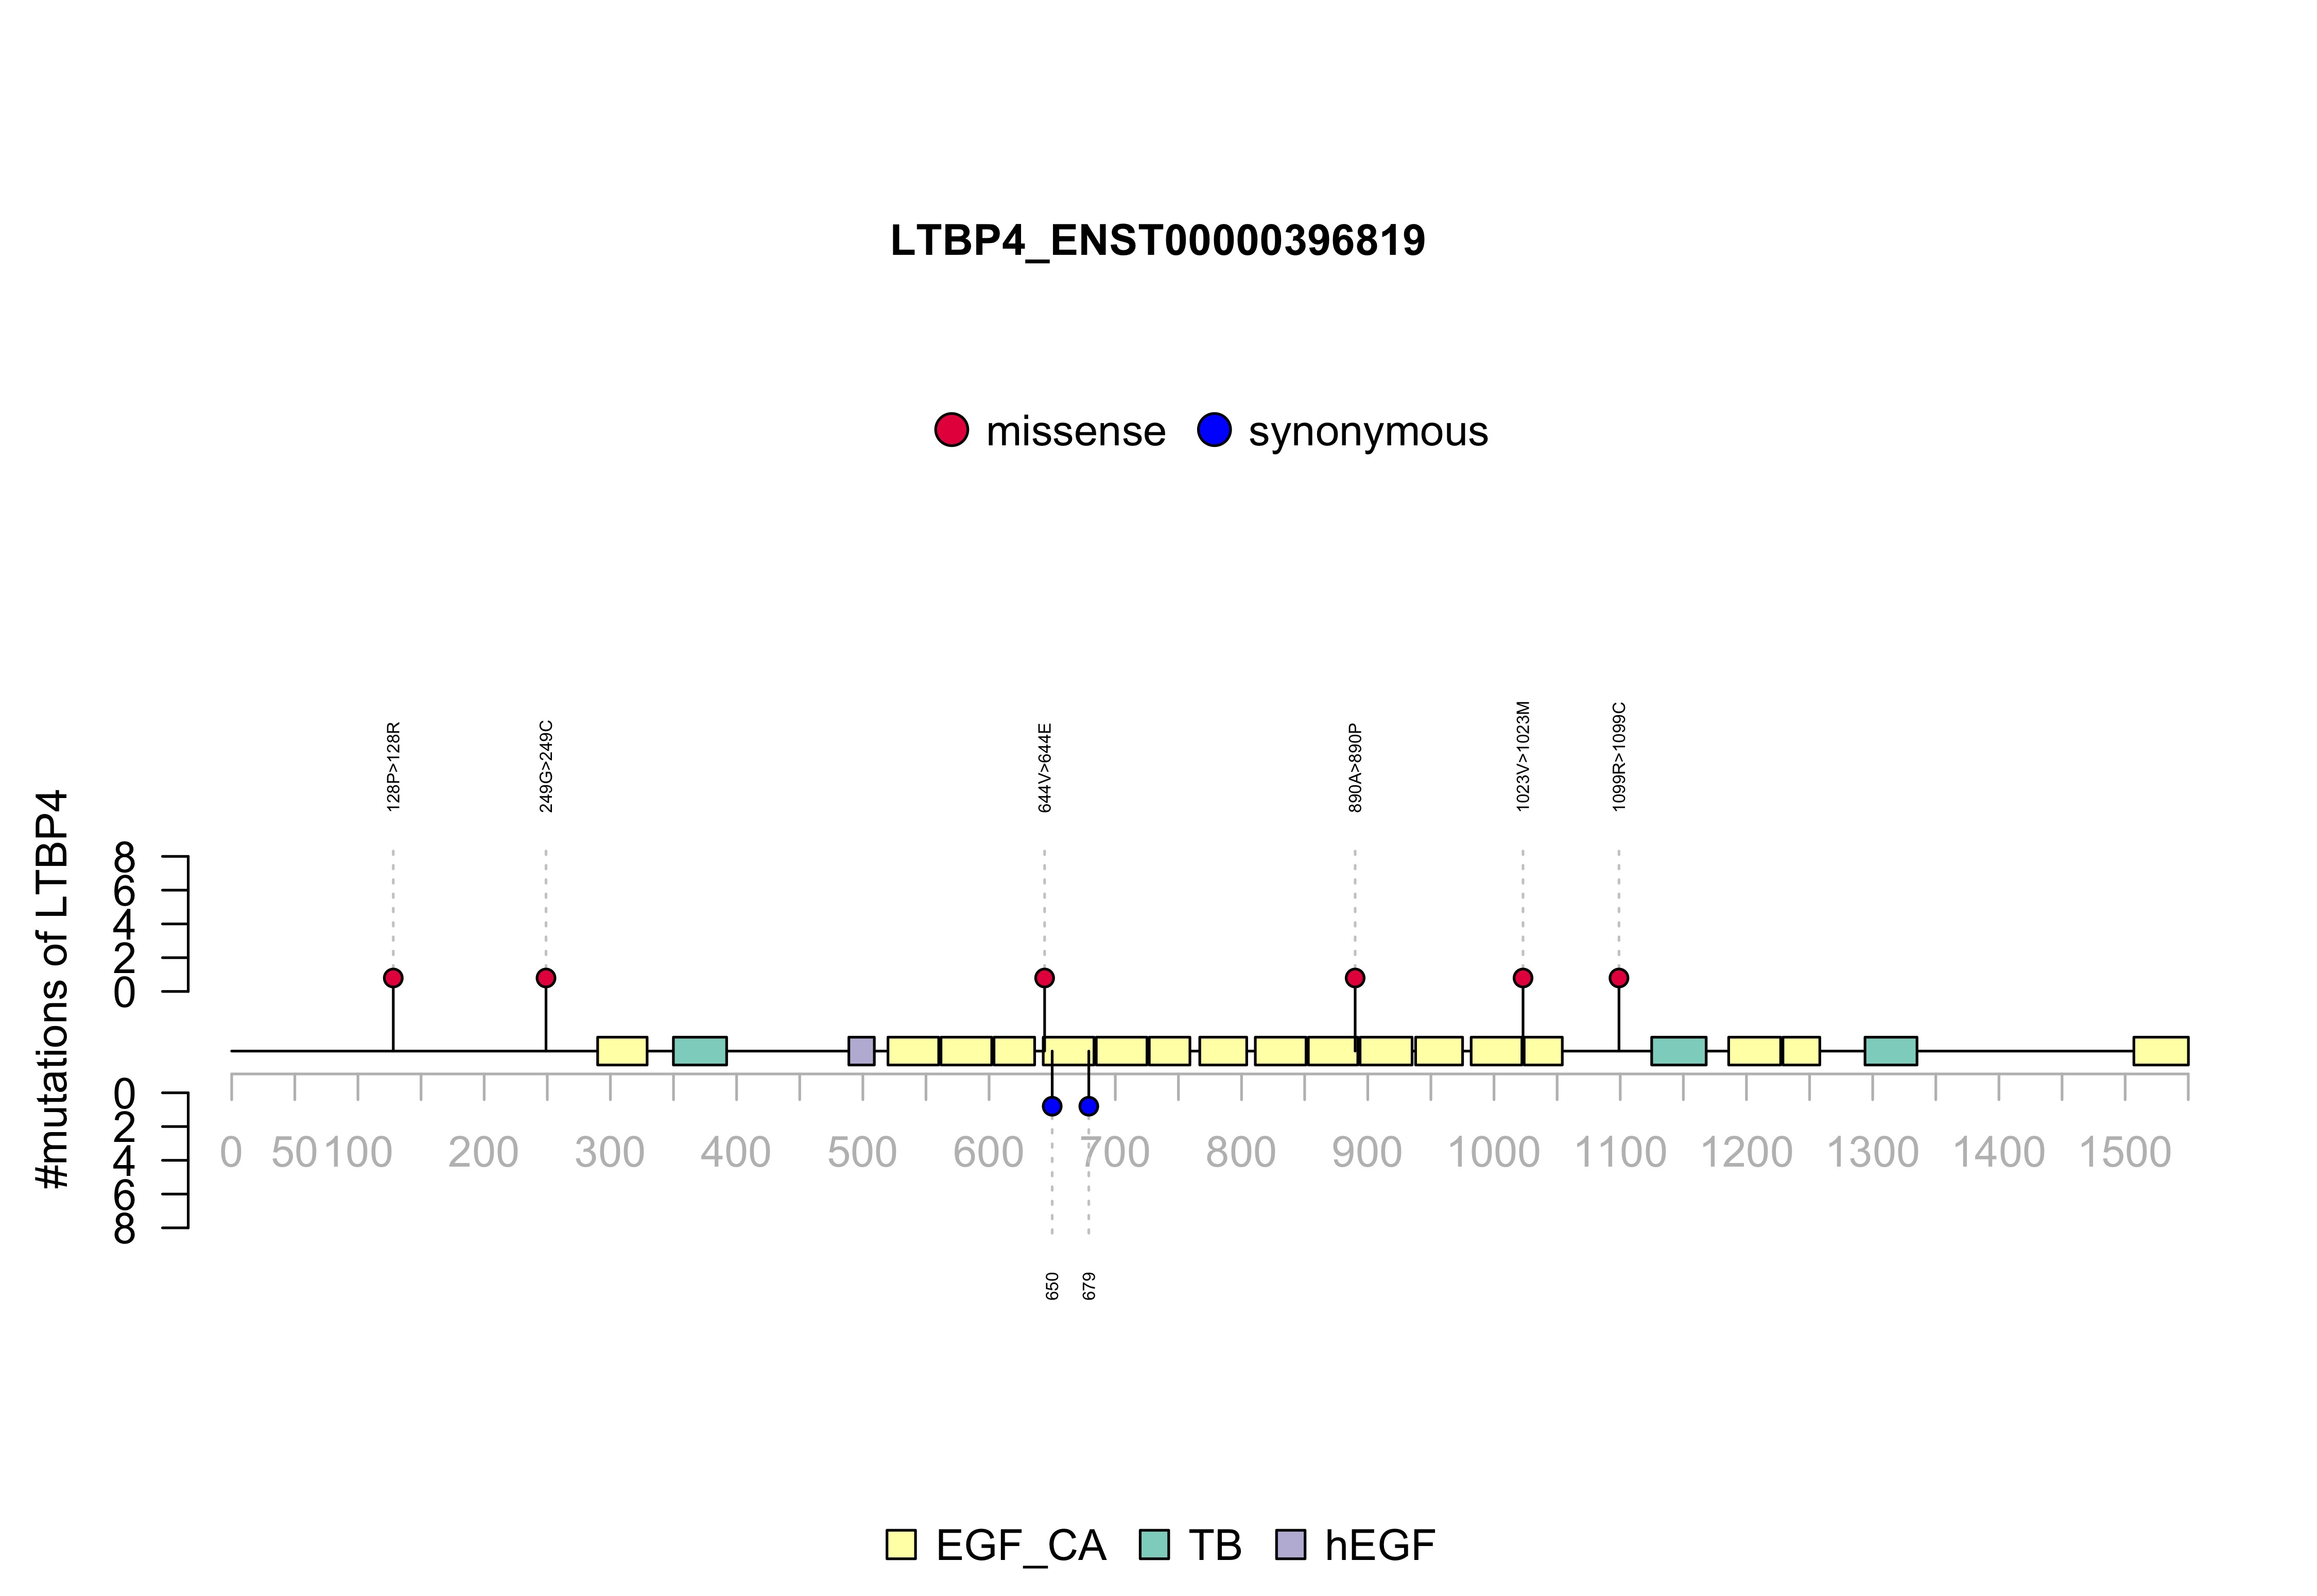 LTBP4_ENST00000396819
missense synonymous
128P>128R 249G>249C 644V>644E 890A>890P 1023V>1023M 1099R>1099C
#mutations of LTBP4
8
6
4
2
0
0
2
4
6
8
0 50 100 200 300 400 500 600 700 800 900 1000 1100 1200 1300 1400 1500
650 679
EGF_CA TB hEGF